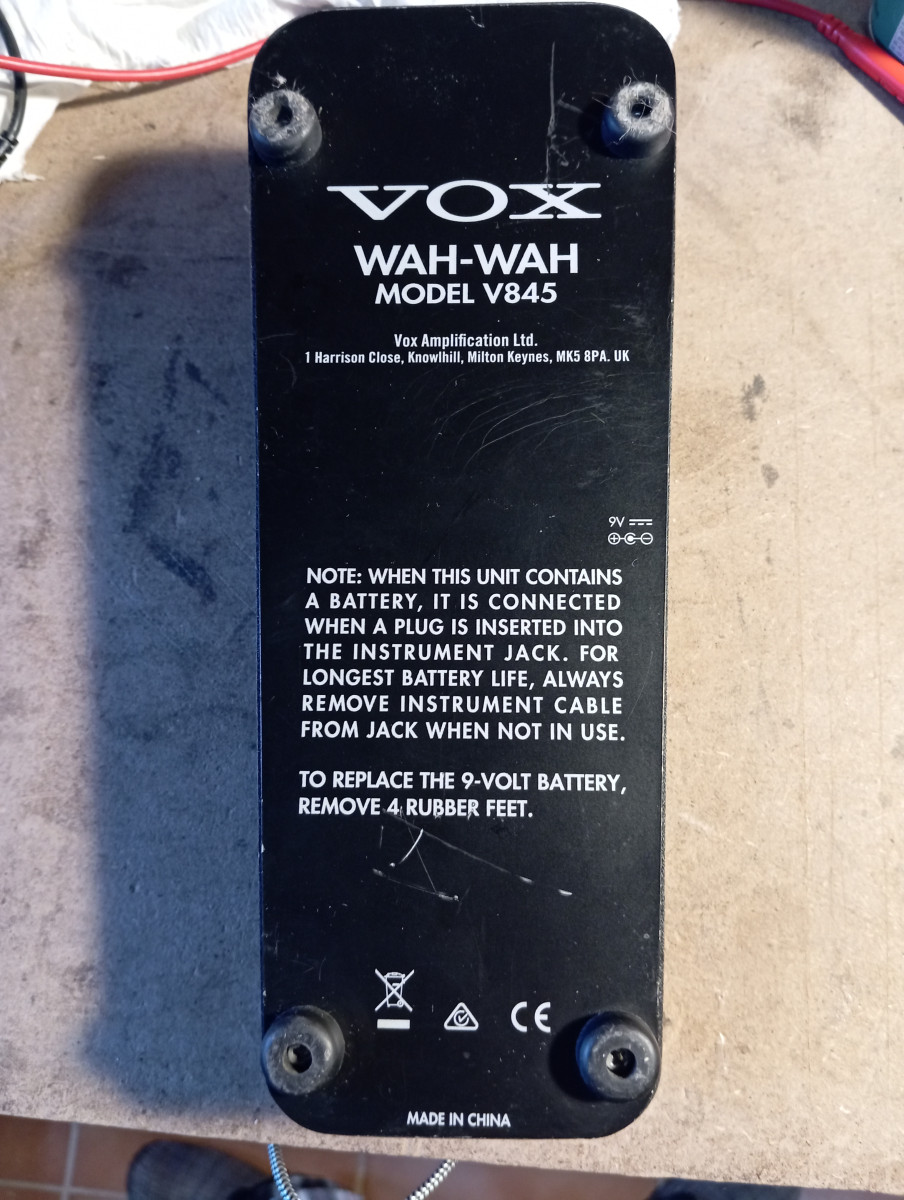 VOX
WAH-WAH
MODEL V845
Vox Amplification Ltd.
1 Harrison Close, Knowlhill, Milton Keynes, MK5 8PA. UK
9V
NOTE: WHEN THIS UNIT CONTAINS
A BATTERY, IT IS CONNECTED
WHEN A PLUG IS INSERTED INTO
THE INSTRUMENT JACK. FOR
LONGEST BATTERY LIFE, ALWAYS
REMOVE INSTRUMENT CABLE
FROM JACK WHEN NOT IN USE.
TO REPLACE THE 9-VOLT BATTERY,
REMOVE 4 RUBBER FEET.
CE
MADE IN CHINA